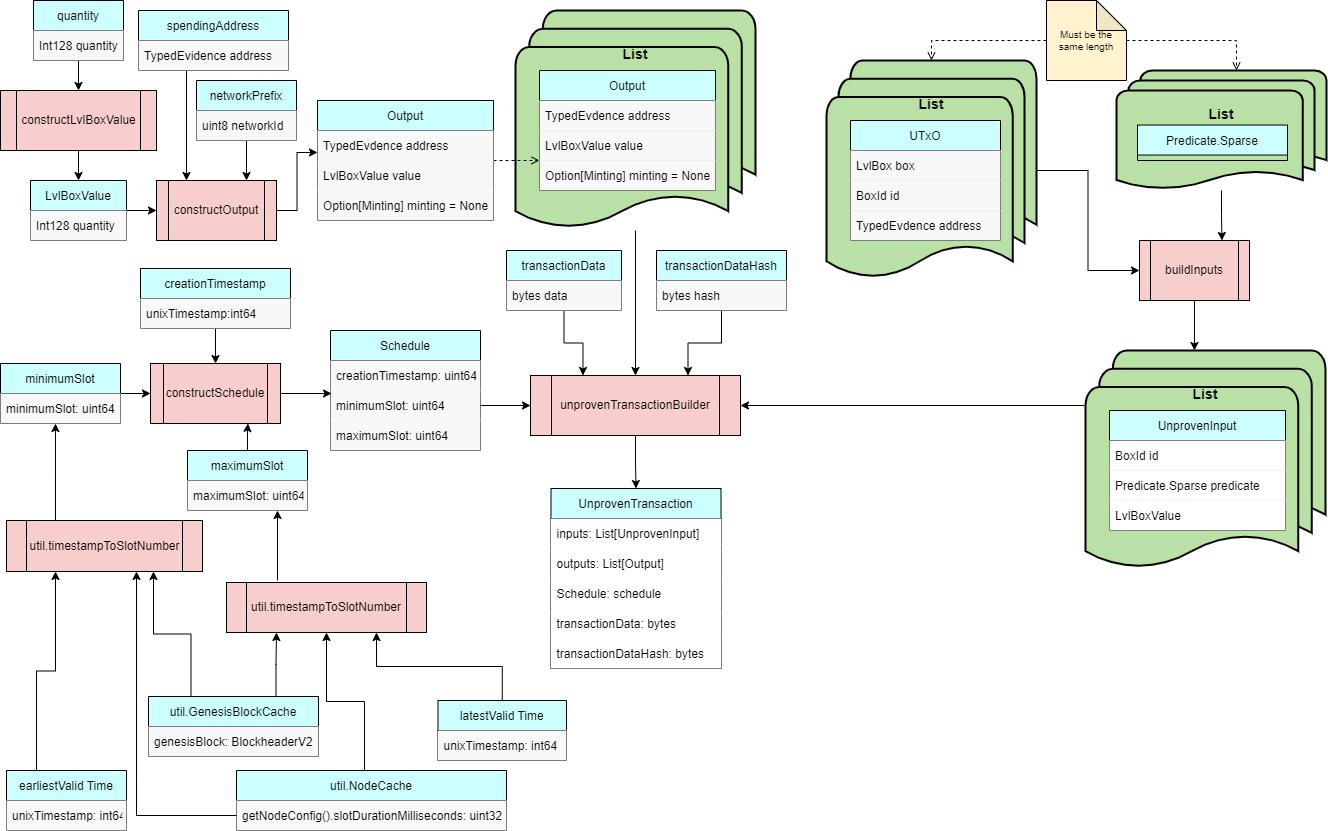 quantity
Int128 quantity
constructLvlBoxValue
LvlBoxValue
Int128 quantity
spendingAddress
TypedEvidence address
networkPrefix
uint8 networkId
constructOutput
Output
TypedEvdence address
LvlBoxValue value
Option[Minting] minting = None
List
Output
TypedEvdence address
LvlBoxValue value
Option[Minting] minting = None
Must be the
same length
List
UTxO
LvlBox box
BoxId id
TypedEvdence address
List
Predicate.Sparse
buildInputs
transactionData
bytes data
transactionDataHash
bytes hash
creationTimestamp
unixTimestamp:int64
minimumSlot
minimumSlot: uint64
constructSchedule
Schedule
creationTimestamp: uint64
minimumSlot: uint64
maximumSlot: uint64
unprovenTransactionBuilder
List
UnprovenInput
BoxId id
Predicate.Sparse predicate
LvlBoxValue
maximumSlot
maximumSlot: uint64
UnprovenTransaction
inputs: List[UnprovenInput]
outputs: List[Output]
Schedule: schedule
transactionData: bytes
transactionDataHash: bytes
util.timestampToSlotNumber
util.timestampToSlotNumber
util.GenesisBlockCache
genesisBlock: BlockheaderV2
latestValid Time
unixTimestamp: int64
earliestValid Time
unixTimestamp: int64
util.NodeCache
getNodeConfig().slotDurationMilliseconds: uint32